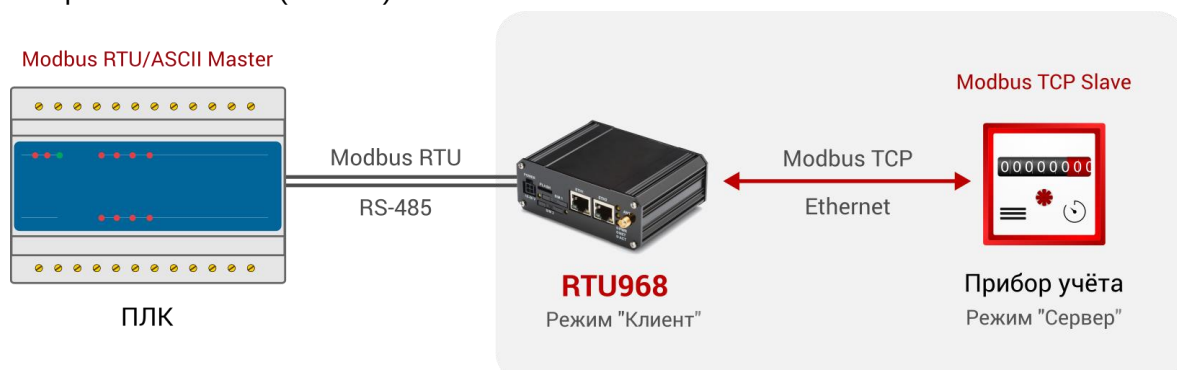 Modbus RTU/ASCII Master
ПЛК
Modbus RTU
RS-485
RTU968
Режим "Клиент"
Modbus TCP
Ethernet
Modbus TCP Slave
00000000
Прибор учёта
Режим "Сервер"